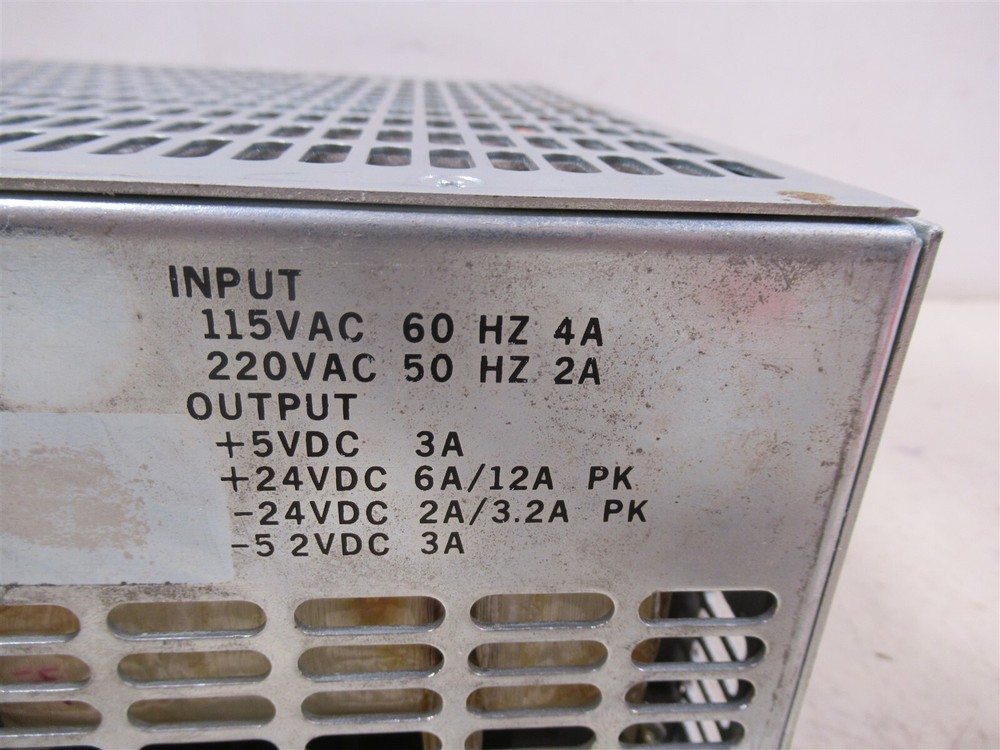 INPUT
115VAC 60 HZ 4A
220VAC 50 HZ 2A
OUTPUT
+5VDC 3A
+24VDC 6A/12A PK
-24VDC 2A/3.2A PK
-5 2VDC 3A